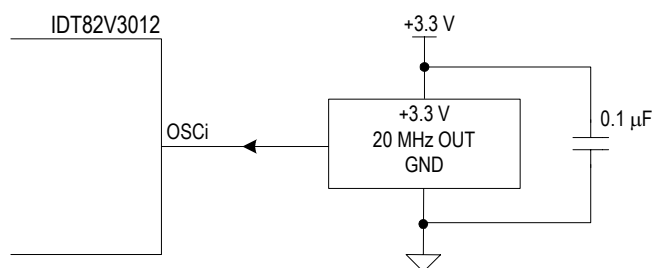 IDT82V3012
+3.3 V
OSCi
+3.3 V
20 MHz OUT
GND
0.1 μF